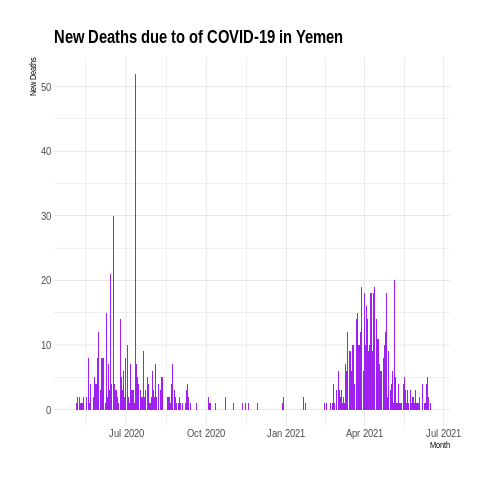 New Deaths due to of COVID-19 in Yemen
New Deaths
50
40
30
20
10
0
Jul 2020 Oct 2020 Jan 2021 Apr 2021 Jul 2021
Month